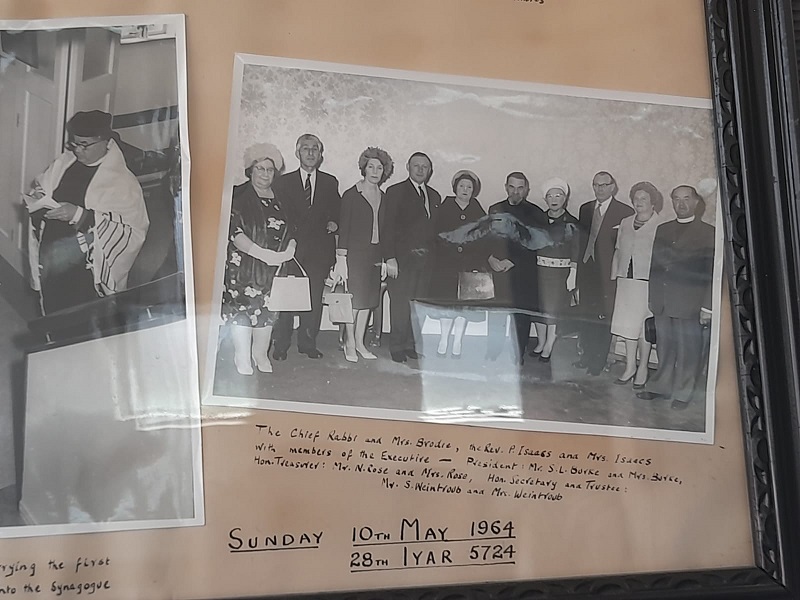 The Chief Rabbi and Mrs. Brodie, the Rev. P. Isaacs and Mrs. Isaacs
with members of the Executive — President: Mr. S.L. Burke and Mrs. Burke,
Hon. Treasurer: Mr. N. Rose and Mrs. Rose, Hon. Secretary and Trustee:
Mr. S. Weintroub and Mrs. Weintroub
SUNDAY 10TH MAY 1964
28TH IYAR 5724
rying the first
nto the Synagogue